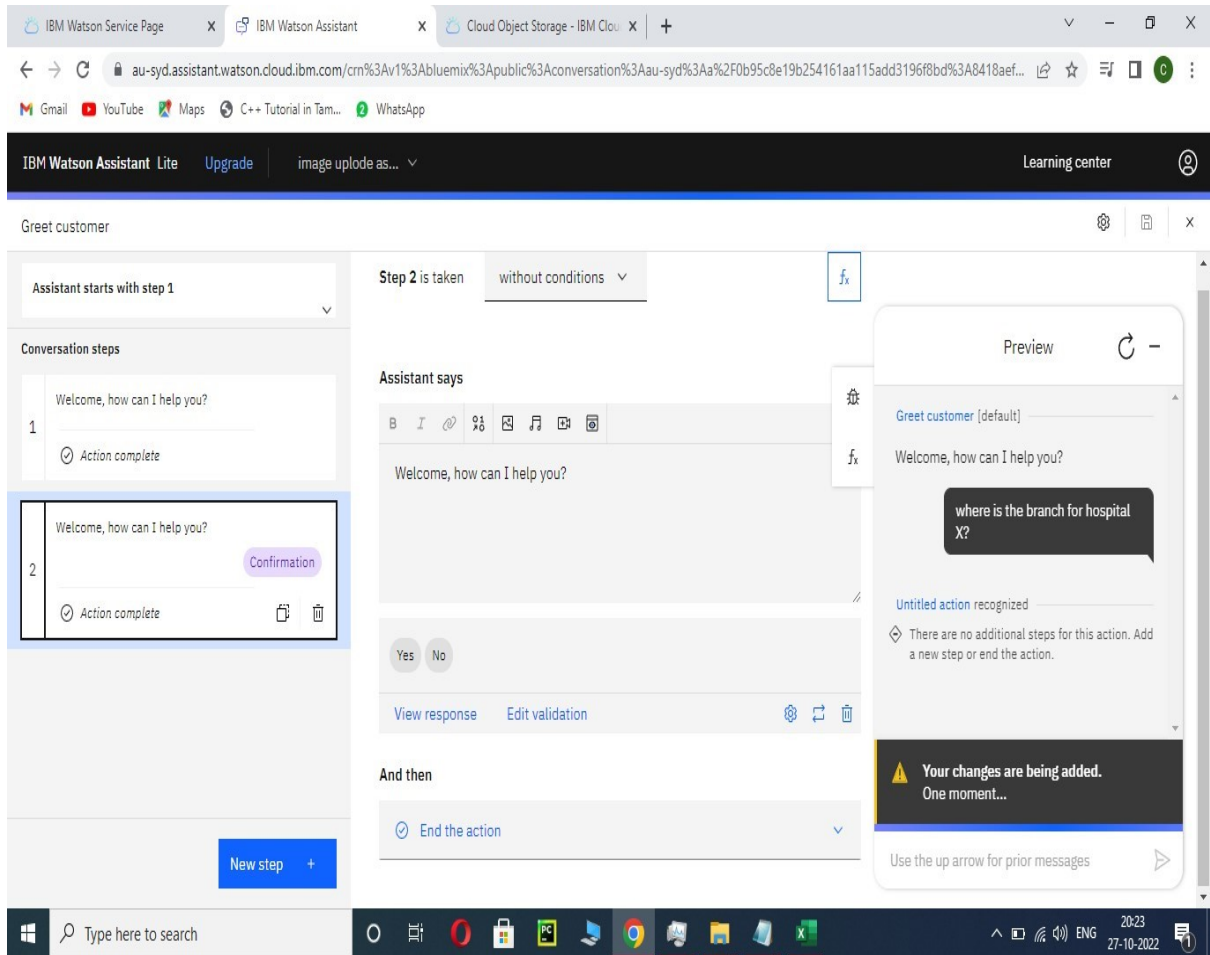 IBM Watson Service Page
IBM Watson Assistant
Cloud Object Storage - IBM Clou
au-syd.assistant.watson.cloud.ibm.com/crn%3Av1%3Abluemix%3Apublic%3Aconversation%3Aau-syd%3Aa%2F0b95c8e19b254161aa115add3196f8bd%3A8418aef...
C
Gmail YouTube Maps C++ Tutorial in Tam... 2 WhatsApp
IBM Watson Assistant Lite Upgrade image uplode as... Learning center
Greet customer
Assistant starts with step 1
Conversation steps
1
Welcome, how can I help you?
Action complete
2
Welcome, how can I help you?
Confirmation
Action complete
New step +
Step 2 is taken without conditions fx
Assistant says
B I
Welcome, how can I help you?
fx
Yes No
View response Edit validation
And then
End the action
Preview
Greet customer [default]
Welcome, how can I help you?
where is the branch for hospital
X?
Untitled action recognized
There are no additional steps for this action. Add
a new step or end the action.
Your changes are being added.
One moment...
Use the up arrow for prior messages
Type here to search
PC
ENG
20:23
27-10-2022
1